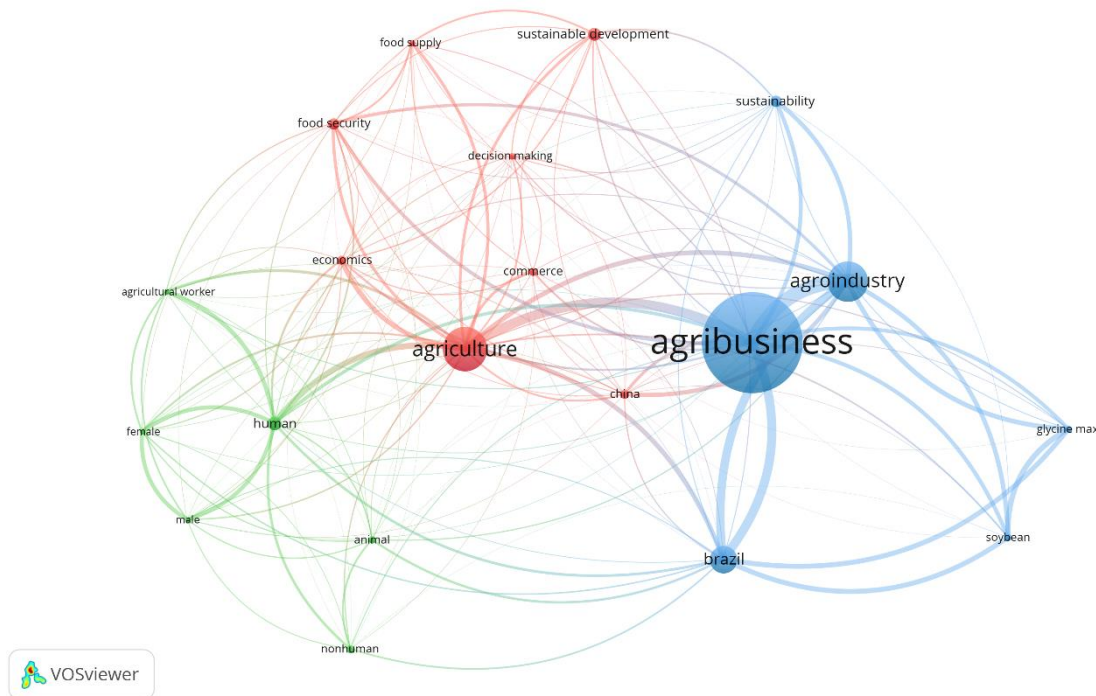 sustainable development
food supply
sustainability
food security
decision making
economics
commerce
agroindustry
agricultural worker
agribusiness
agriculture
china
human
glycine max
female
male
soybean
animal
brazil
nonhuman
VOSviewer